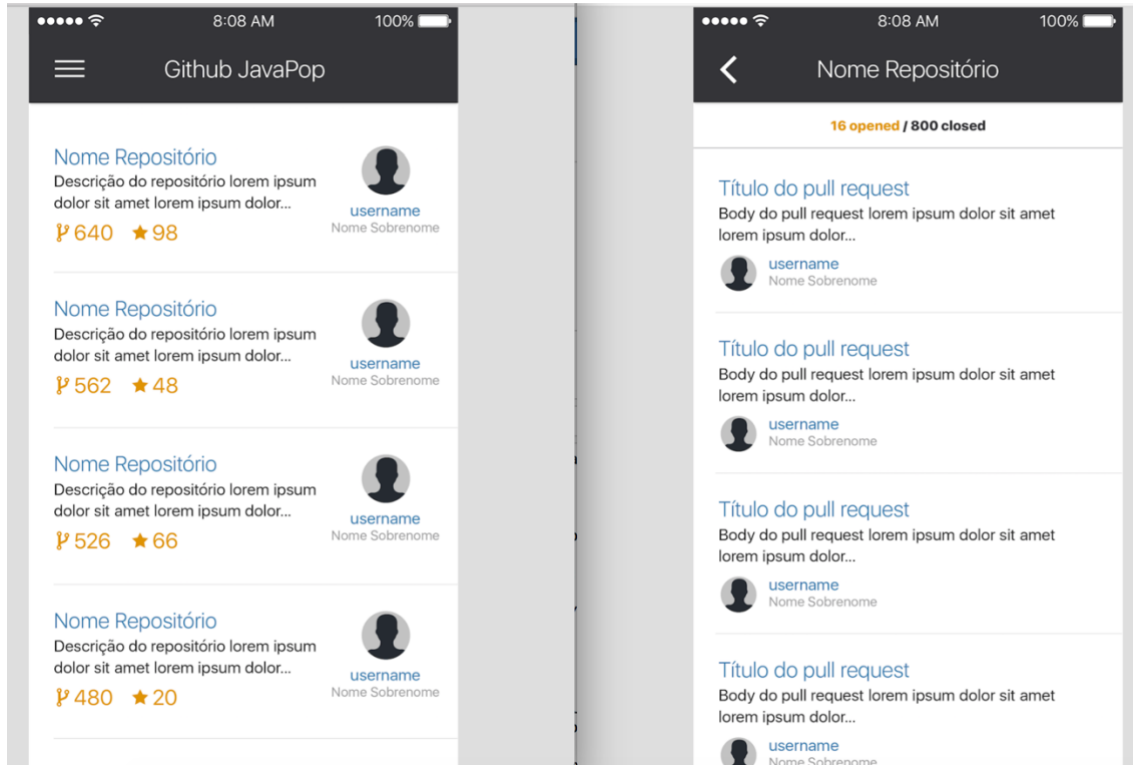 8:08 AM
100%
Github JavaPop
Nome Repositório
Descrição do repositório lorem ipsum
dolor sit amet lorem ipsum dolor...
640 98
username
Nome Sobrenome
Nome Repositório
Descrição do repositório lorem ipsum
dolor sit amet lorem ipsum dolor...
562 48
username
Nome Sobrenome
Nome Repositório
Descrição do repositório lorem ipsum
dolor sit amet lorem ipsum dolor...
526 66
username
Nome Sobrenome
Nome Repositório
Descrição do repositório lorem ipsum
dolor sit amet lorem ipsum dolor...
480 20
username
Nome Sobrenome
8:08 AM
100%
Nome Repositório
16 opened / 800 closed
Título do pull request
Body do pull request lorem ipsum dolor sit amet
lorem ipsum dolor...
username
Nome Sobrenome
Título do pull request
Body do pull request lorem ipsum dolor sit amet
lorem ipsum dolor...
username
Nome Sobrenome
Título do pull request
Body do pull request lorem ipsum dolor sit amet
lorem ipsum dolor...
username
Nome Sobrenome
Título do pull request
Body do pull request lorem ipsum dolor sit amet
lorem ipsum dolor...
username
Nome Sobrenome